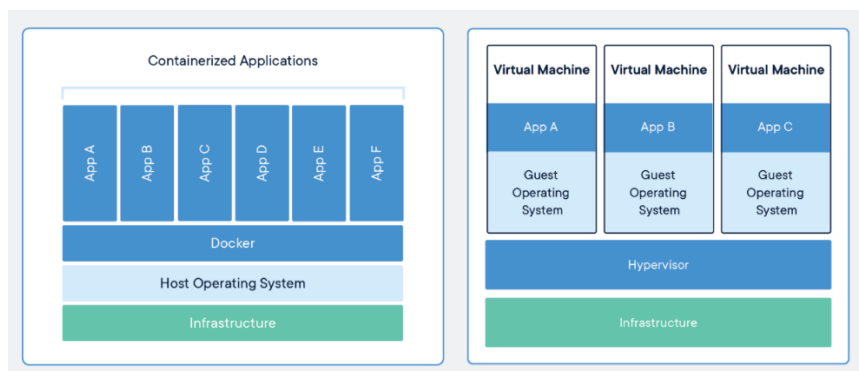 Containerized Applications
App A
App B
App C
App D
App E
App F
Docker
Host Operating System
Infrastructure
Virtual Machine
App A
Guest
Operating
System
Virtual Machine
App B
Guest
Operating
System
Virtual Machine
App C
Guest
Operating
System
Hypervisor
Infrastructure